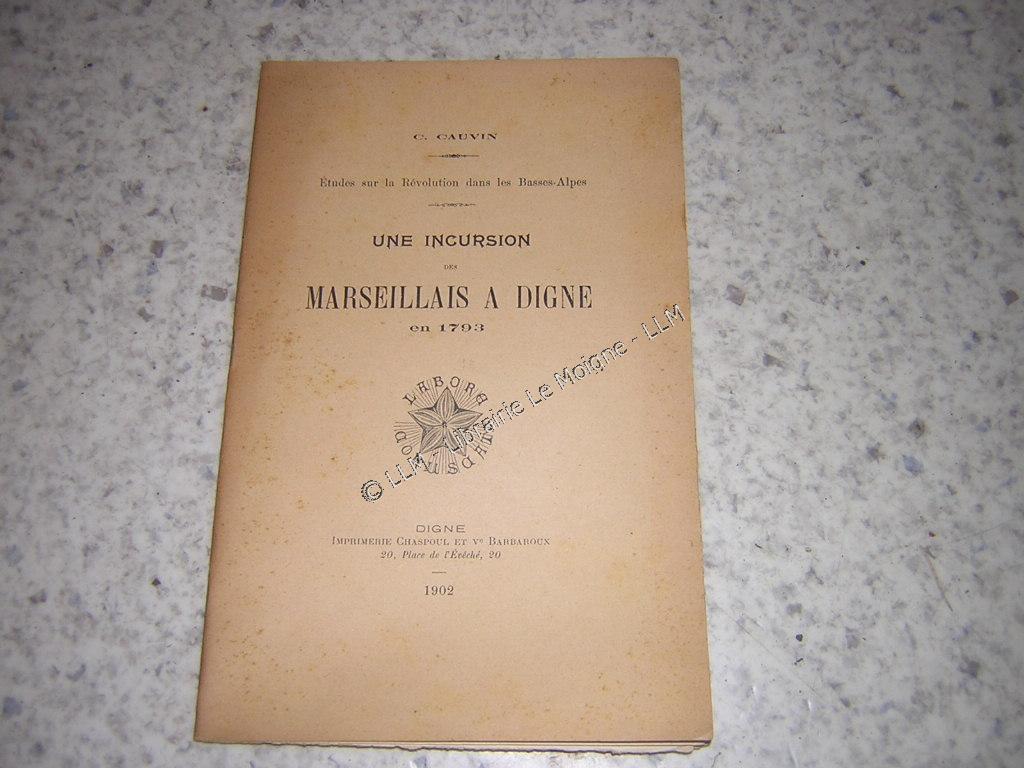 C. CAUVIN
Études sur la Révolution dans les Basses-Alpes
UNE INCURSION
DES
MARSEILLAIS A DIGNE
en 1793
LABORE
DIGNE
IMPRIMERIE CHASPOUL ET Vᵉ BARBAROUX
20, Place de l'Évêché, 20
1902
© LLM - Librairie Le Moigne - LLM